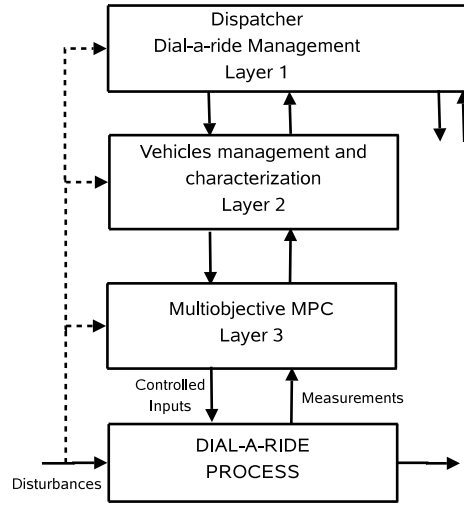 Dispatcher
Dial-a-ride Management
Layer 1
Vehicles management and
characterization
Layer 2
Multiobjective MPC
Layer 3
Controlled
Inputs
Measurements
DIAL-A-RIDE
PROCESS
Disturbances